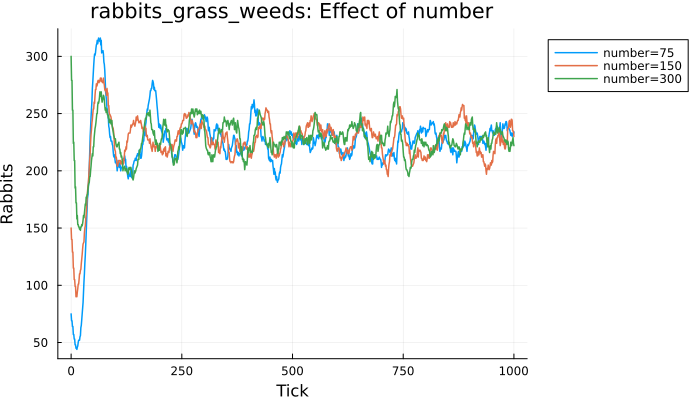 rabbits_grass_weeds: Effect of number
300
250
200
150
100
50
Rabbits
0
250
500
750
1000
Tick
number=75
number=150
number=300